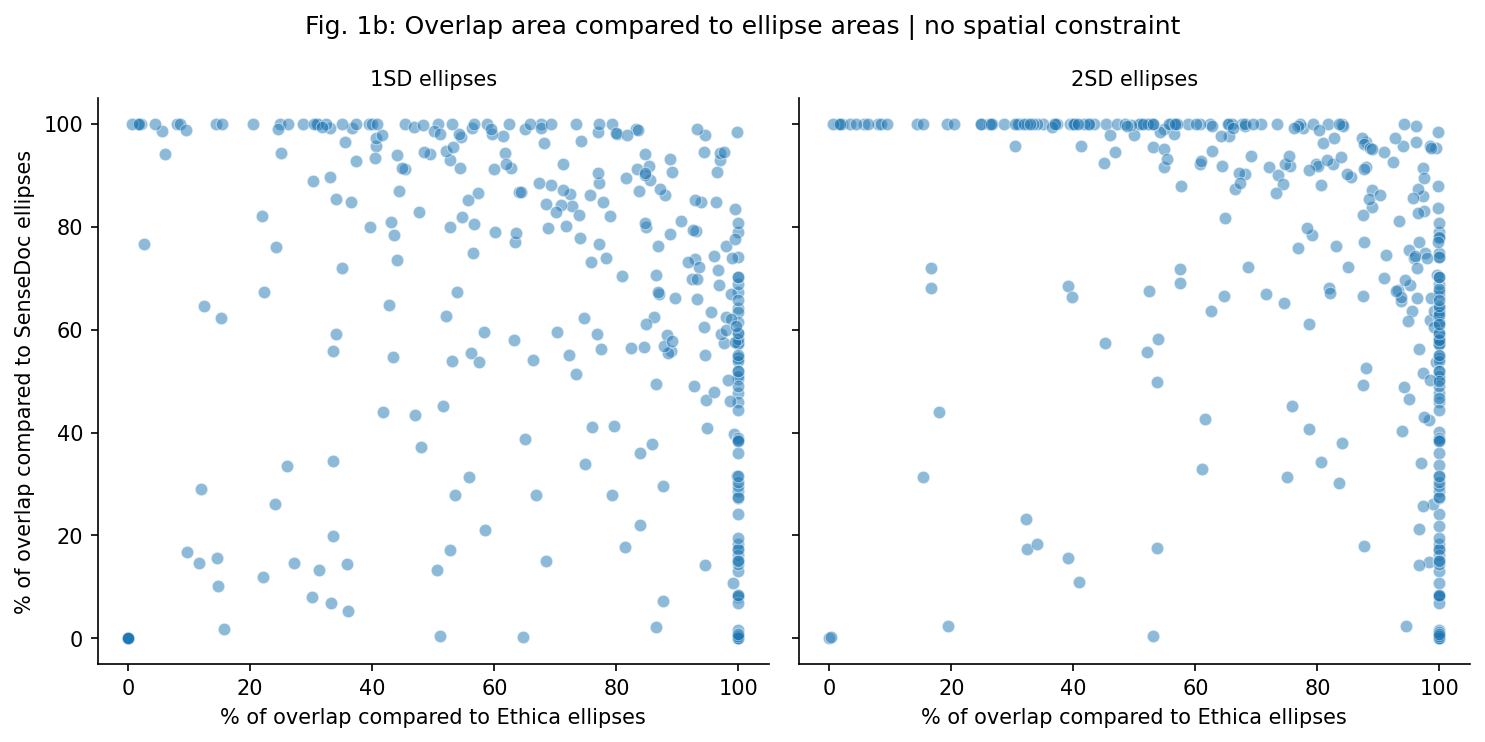 Fig. 1b: Overlap area compared to ellipse areas | no spatial constraint
1SD ellipses
2SD ellipses
% of overlap compared to SenseDoc ellipses
100
80
60
40
20
0
0 20 40 60 80 100
0 20 40 60 80 100
% of overlap compared to Ethica ellipses
% of overlap compared to Ethica ellipses